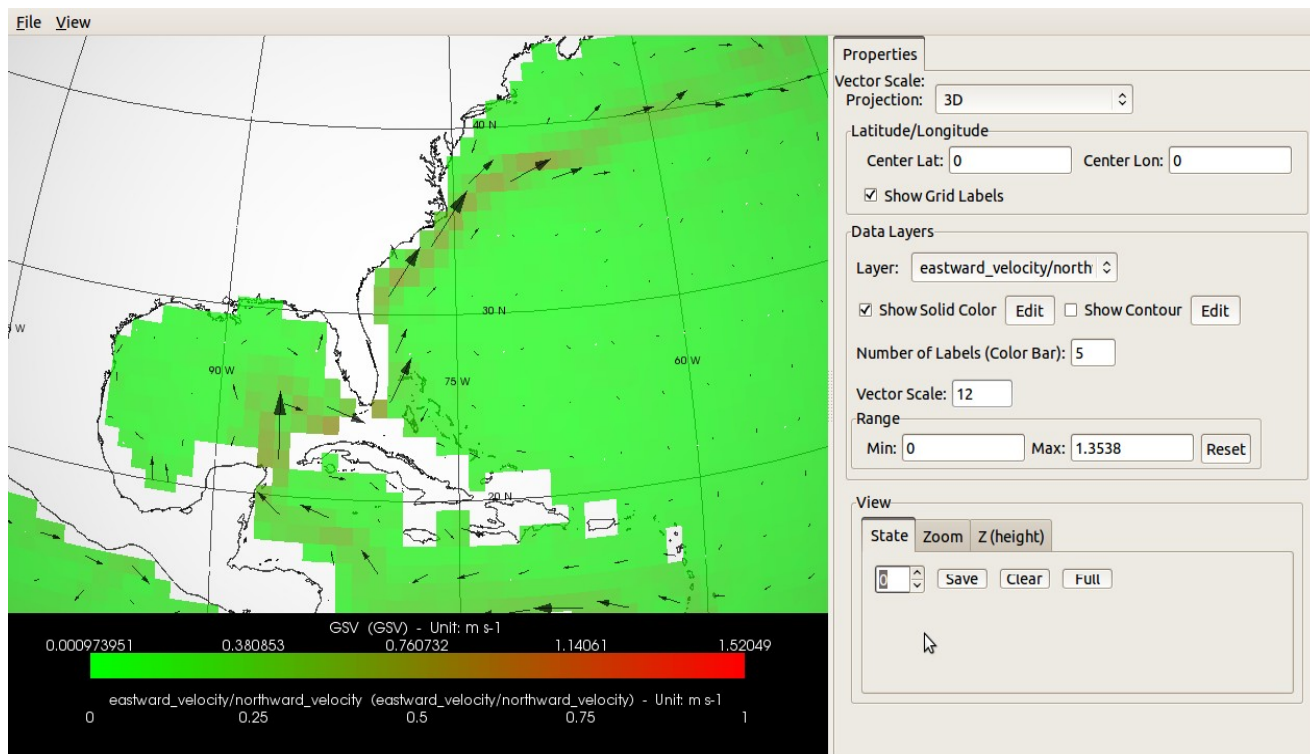 File View
Properties
Vector Scale:
Projection: 3D
Latitude/Longitude
Center Lat: 0 Center Lon: 0
Show Grid Labels
Data Layers
Layer: eastward_velocity/north
Show Solid Color Edit Show Contour Edit
Number of Labels (Color Bar): 5
Vector Scale: 12
Range
Min: 0 Max: 1.3538 Reset
View
State Zoom Z (height)
0 Save Clear Full
40 N
30 N
W
60 W
90 W
75 W
20 N
GSV (GSV) - Unit: m s-1
0.000973951 0.380853 0.760732 1.14061 1.52049
eastward_velocity/northward_velocity (eastward_velocity/northward_velocity) - Unit: m s-1
0 0.25 0.5 0.75 1